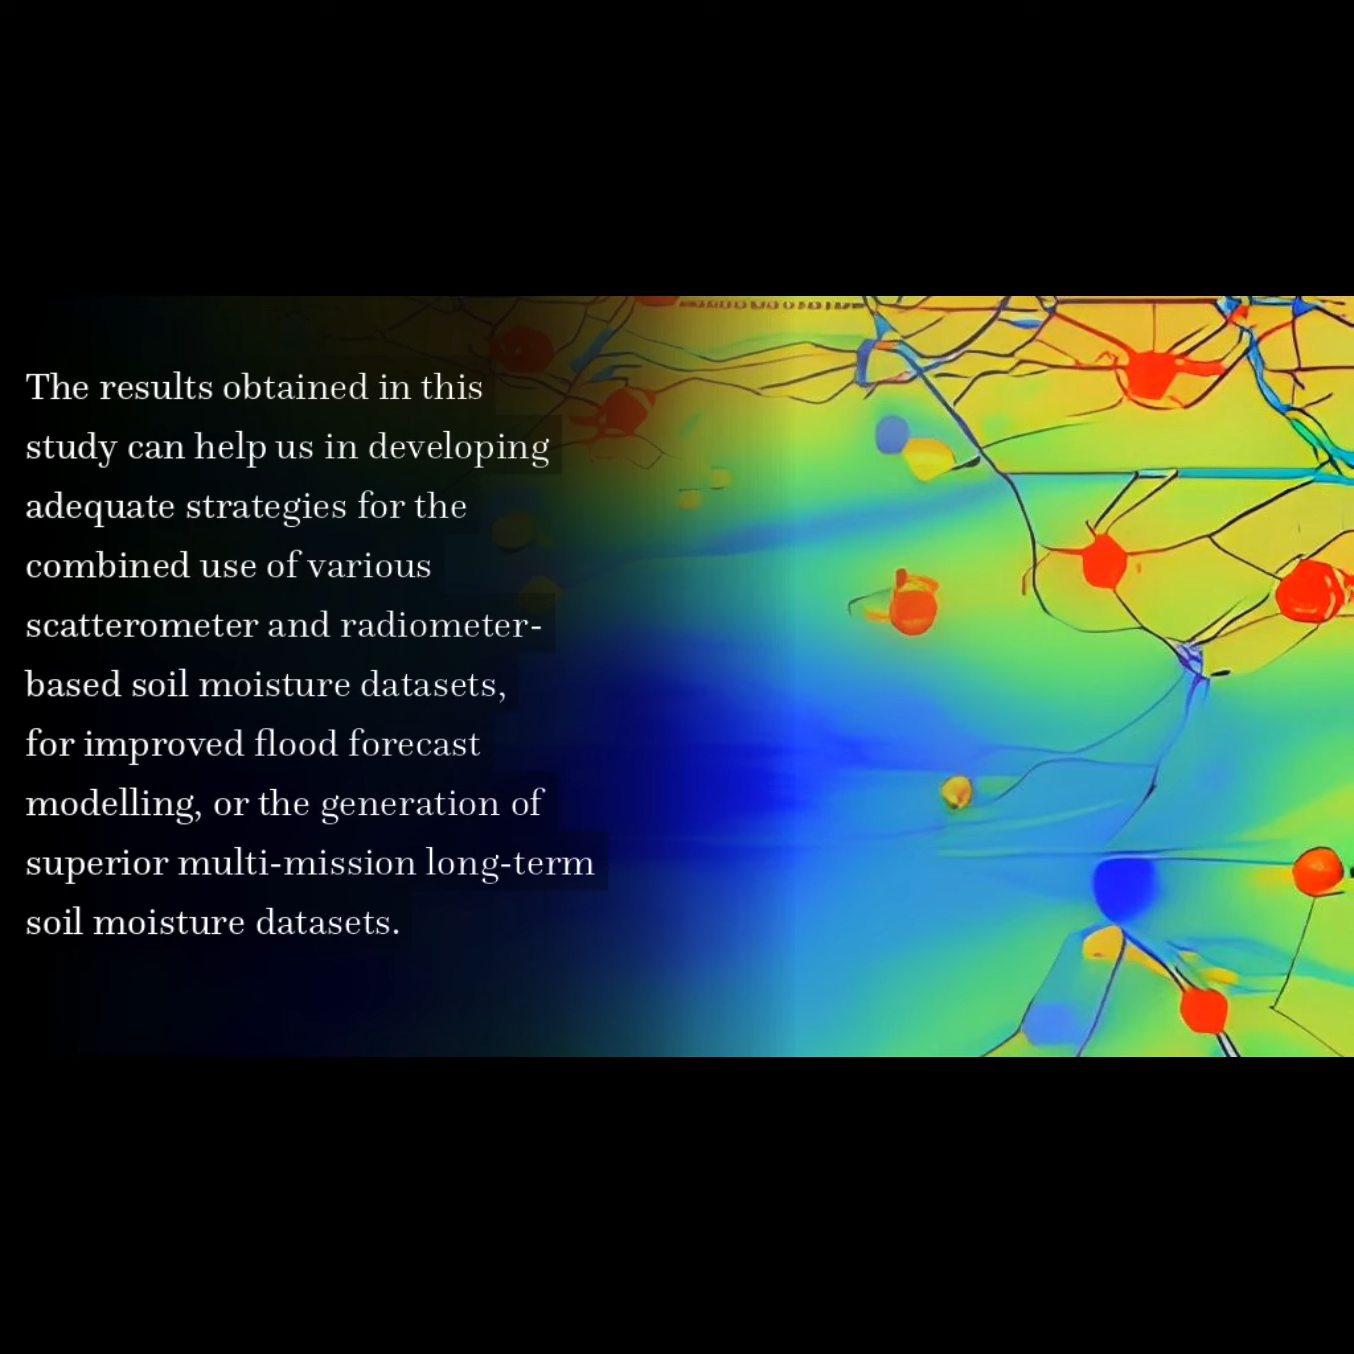 The results obtained in this
study can help us in developing
adequate strategies for the
combined use of various
scatterometer and radiometer-
based soil moisture datasets,
for improved flood forecast
modelling, or the generation of
superior multi-mission long-term
soil moisture datasets.